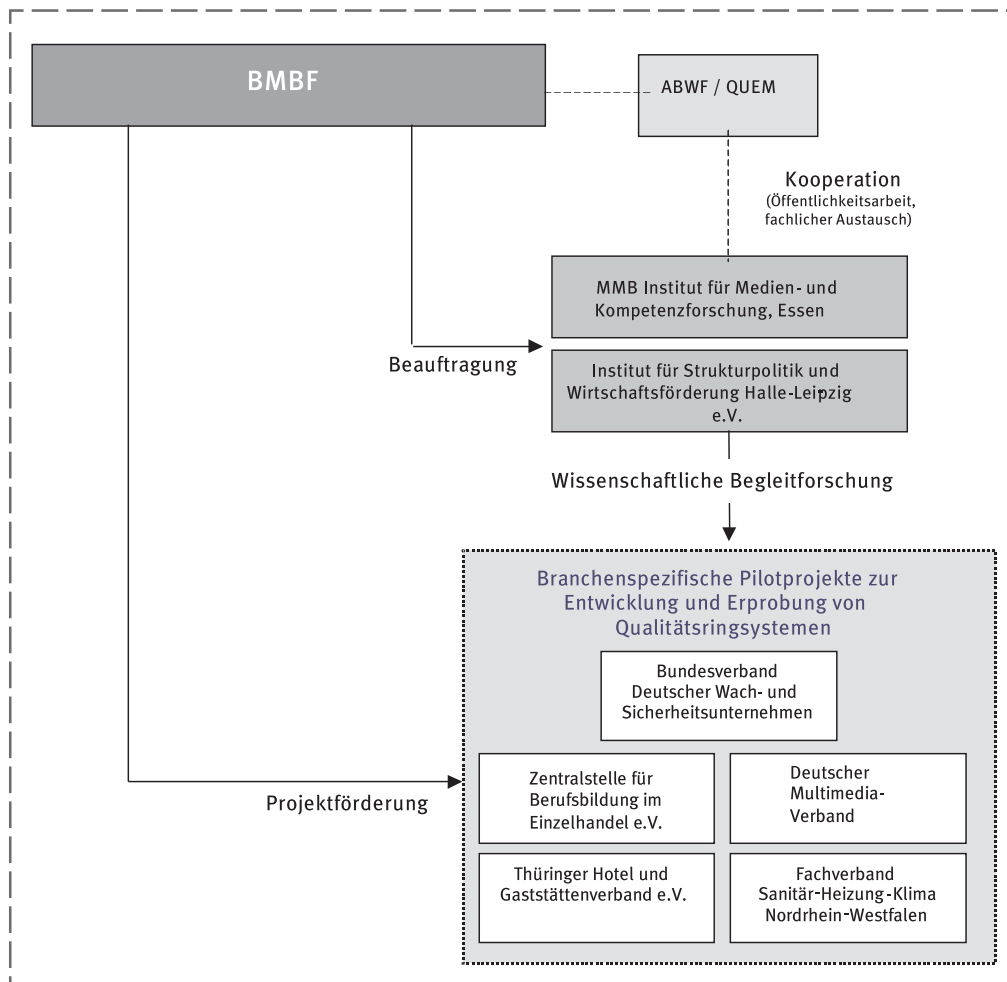 BMBF
ABWF / QUEM
Kooperation
(Öffentlichkeitsarbeit,
fachlicher Austausch)
MMB Institut für Medien- und
Kompetenzforschung, Essen
Beauftragung
Institut für Strukturpolitik und
Wirtschaftsförderung Halle-Leipzig
e.V.
Wissenschaftliche Begleitforschung
Branchenspezifische Pilotprojekte zur
Entwicklung und Erprobung von
Qualitätsringsystemen
Bundesverband
Deutscher Wach- und
Sicherheitsunternehmen
Projektförderung
Zentralstelle für
Berufsbildung im
Einzelhandel e.V.
Deutscher
Multimedia-
Verband
Thüringer Hotel und
Gaststättenverband e.V.
Fachverband
Sanitär-Heizung-Klima
Nordrhein-Westfalen